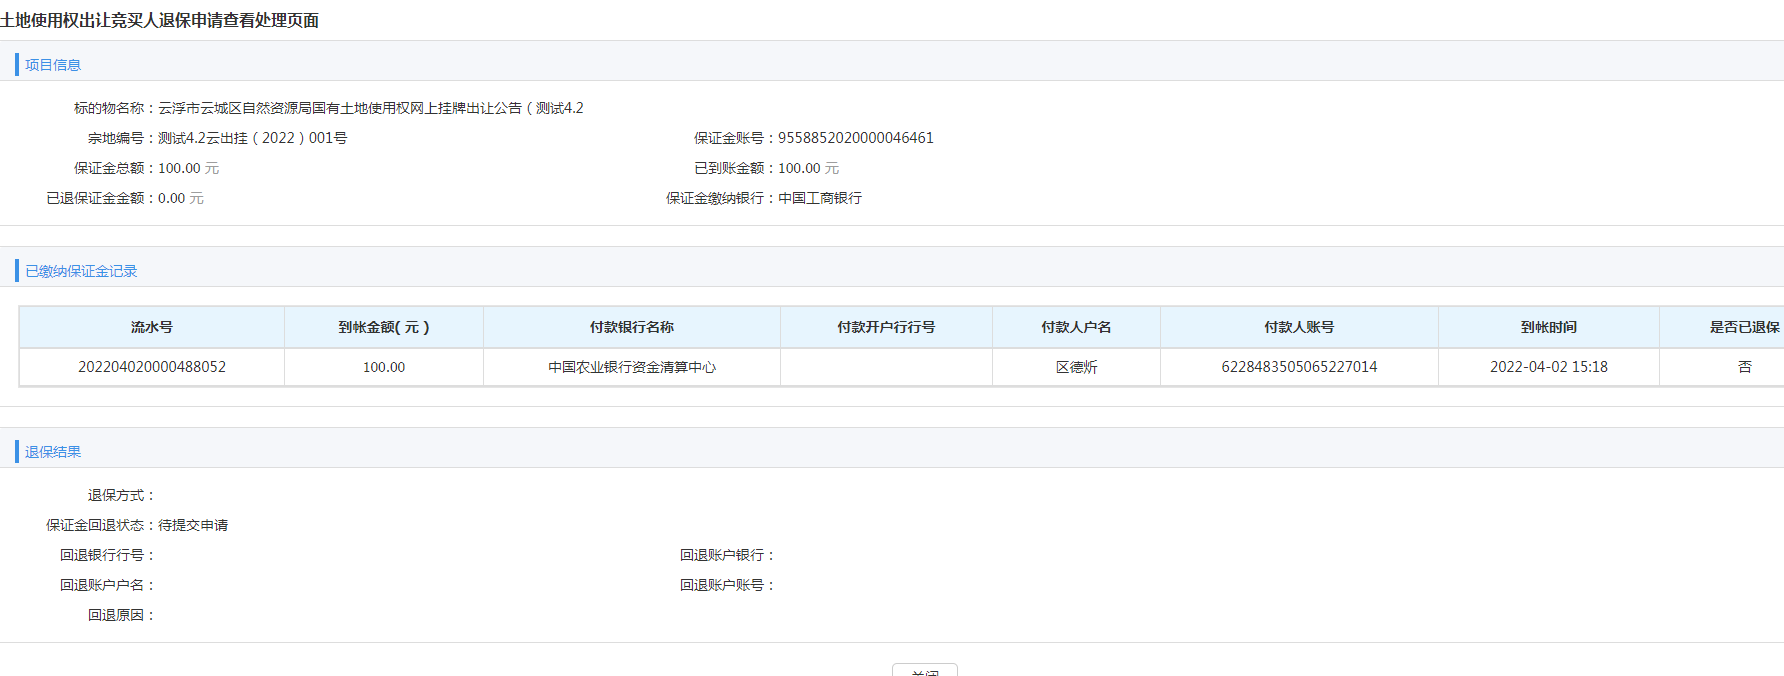 土地使用权出让竞买人退保申请查看处理页面
项目信息
标的物名称：云浮市云城区自然资源局国有土地使用权网上挂牌出让公告（测试4.2
宗地编号：测试4.2云出挂（2022）001号 保证金账号：9558852020000046461
保证金总额：100.00 元 已到账金额：100.00 元
已退保证金金额：0.00 元 保证金缴纳银行：中国工商银行
已缴纳保证金记录
流水号 到帐金额( 元 ) 付款银行名称 付款开户行行号 付款人户名 付款人账号 到帐时间 是否已退保
202204020000488052 100.00 中国农业银行资金清算中心 区德炘 6228483505065227014 2022-04-02 15:18 否
退保结果
退保方式：
保证金回退状态：待提交申请
回退银行行号： 回退账户银行：
回退账户户名： 回退账户账号：
回退原因：
关闭